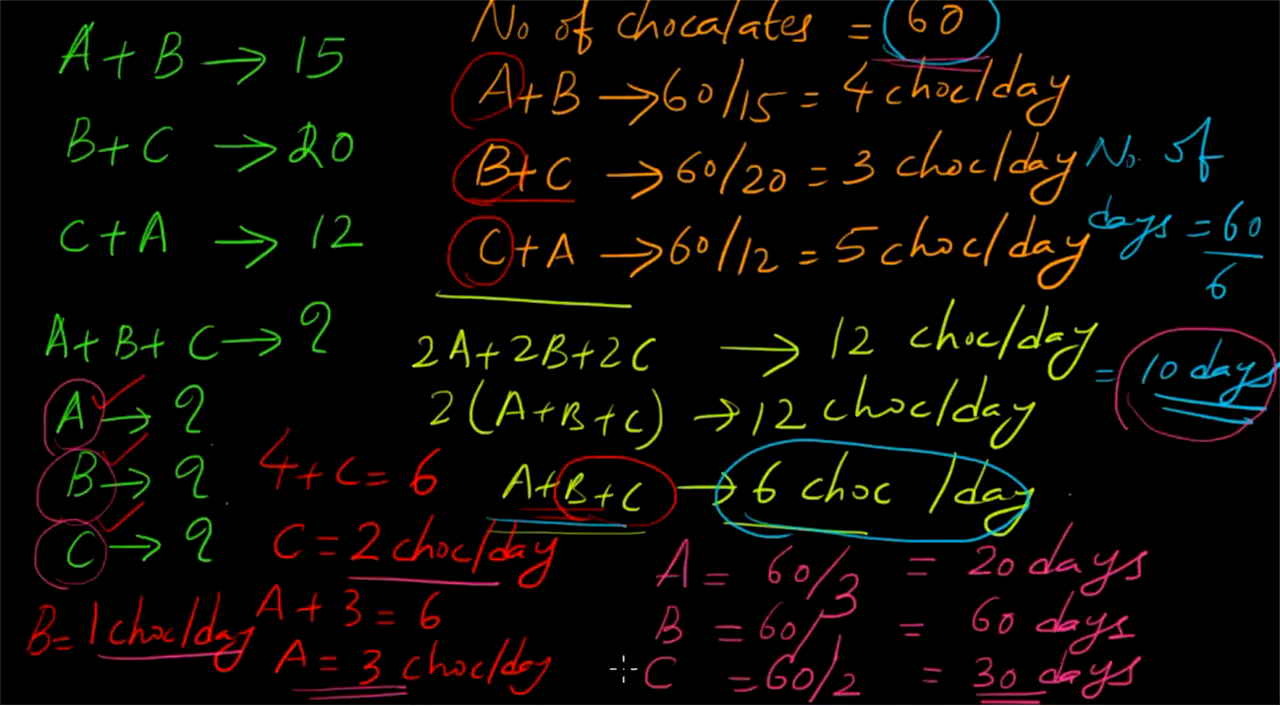 A+B → 15
B+C → 20
C+A → 12
A+B+C → ?
A → ?
B → ?
C → ?
No of chocalates = 60
A+B → 60/15 = 4 choc/day
B+C → 60/20 = 3 choc/day
C+A → 60/12 = 5 choc/day
2A+2B+2C → 12 choc/day
2(A+B+C) → 12 choc/day
A+B+C → 6 choc /day
No. of
days = 60/6
= 10 days
4+C=6
C=2 choc/day
A+3=6
A=3 choc/day
B=1choc/day
A = 60/3 = 20 days
B = 60/ = 60 days
C = 60/2 = 30 days